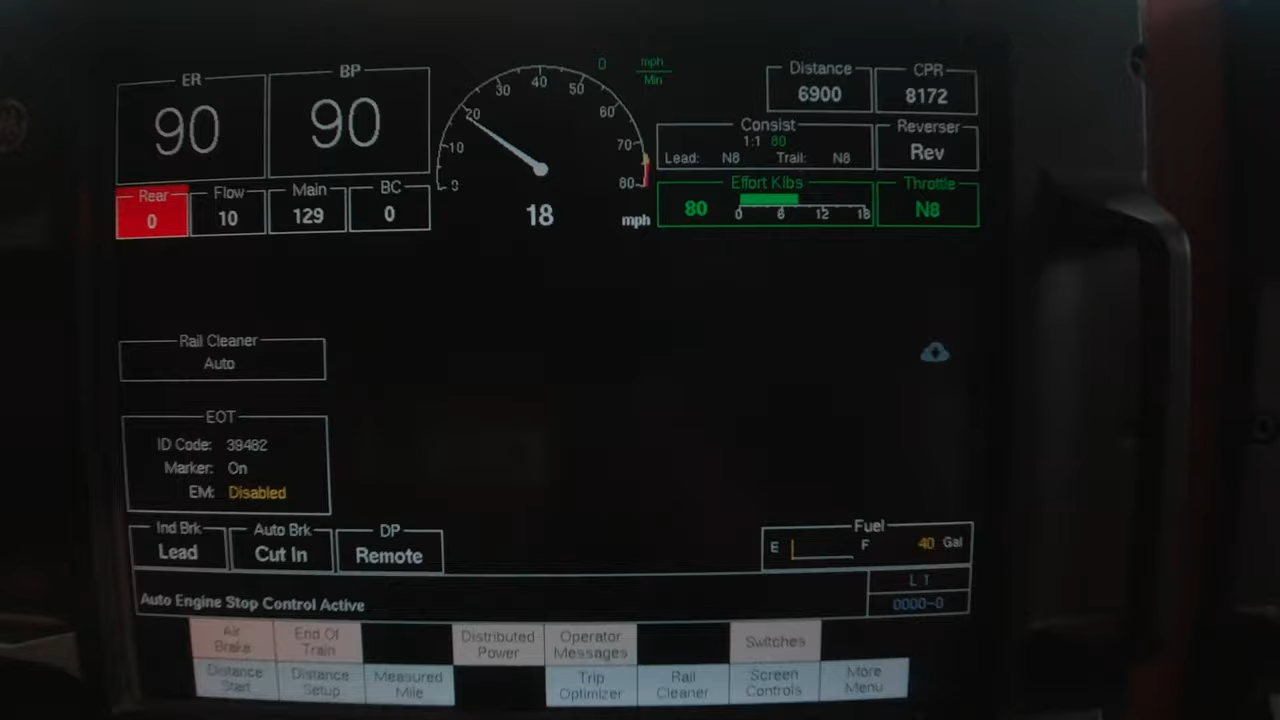 ER
90
BP
90
Rear
0
Flow
10
Main
129
BC
0
0
10
20
30
40
50
60
70
80
18
mph
0 mph
Min
Distance
6900
CPR
8172
Consist
1:1 80
Lead: N8 Trail: N8
Reverser
Rev
Effort Klbs
80
0 6 12 18
Throttle
N8
Rail Cleaner
Auto
EOT
ID Code: 39482
Marker: On
EM: Disabled
Ind Brk
Lead
Auto Brk
Cut In
DP
Remote
Fuel
E F 40 Gal
Auto Engine Stop Control Active
L T
0000-0
Air
Brake
End Of
Train
Distributed
Power
Operator
Messages
Switches
Distance
Start
Distance
Setup
Measured
Mile
Trip
Optimizer
Rail
Cleaner
Screen
Controls
More
Menu